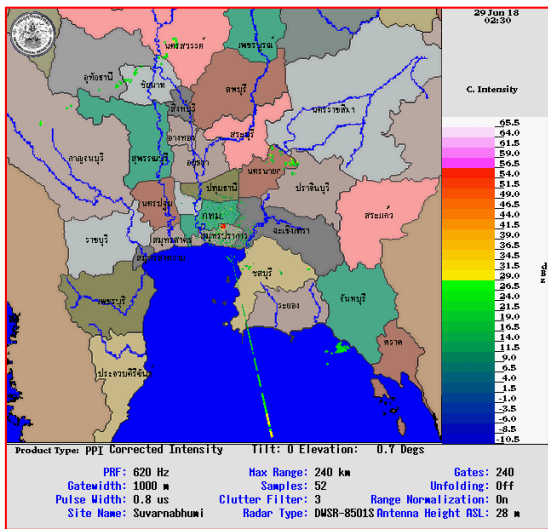 29 Jun 18
02:30
C. Intensity
65.5
64.0
61.0
59.0
56.5
54.0
51.5
49.0
46.5
44.0
41.5
39.0
36.5
34.0
31.5
29.0
26.5
24.0
21.5
19.0
16.5
14.0
11.5
9.0
6.5
4.0
1.5
-1.0
-3.5
-6.0
-8.5
-10.5
นครสวรรค์
เพชรบูรณ์
อุทัยธานี
ชัยนาท
ลพบุรี
สิงห์บุรี
นครราชสีมา
อ่างทอง
สระบุรี
กาญจนบุรี
สุพรรณบุรี
อยุธยา
นครนายก
ปราจีนบุรี
ปทุมธานี
นครปฐม
กทม.
สระแก้ว
ฉะเชิงเทรา
ราชบุรี
สมุทรสาคร
สมุทรปราการ
สมุทรสงคราม
เพชรบุรี
ชลบุรี
ระยอง
จันทบุรี
ตราด
ประจวบคีรีขันธ์
Product Type: PPI Corrected Intensity Tilt: 0 Elevation: 0.7 Degs
PRF: 620 Hz Max Range: 240 km Gates: 240
Gatewidth: 1000 m Samples: 52 Unfolding: Off
Pulse Width: 0.8 us Clutter Filter: 3 Range Normalization: On
Site Name: Suvarnabhumi Radar Type: DWSR-8501S Antenna Height ASL: 28 m